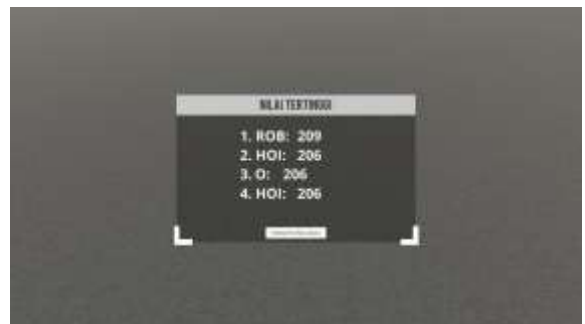 NILAI TERTINGGI
1. ROB: 209
2. HOI: 206
3. O: 206
4. HOI: 206